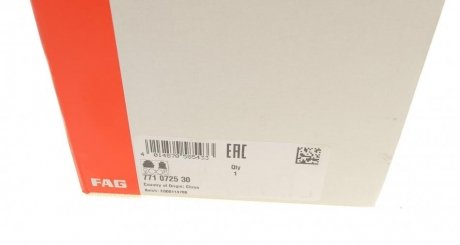 FAG
EAC
Qty
1
771 0725 30
Country of Origin: China